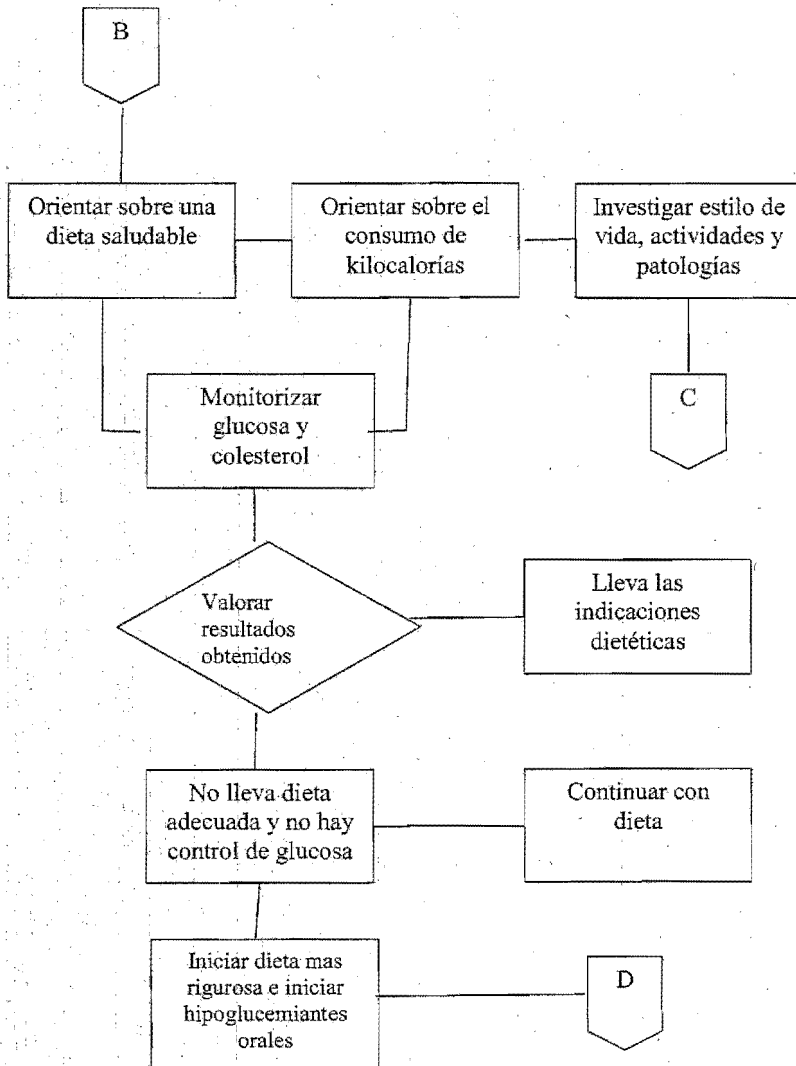 B
Orientar sobre una
dieta saludable
Orientar sobre el
consumo de
kilocalorías
Investigar estilo de
vida, actividades y
patologías
Monitorizar
glucosa y
colesterol
C
Valorar
resultados
obtenidos
Lleva las
indicaciones
dietéticas
No lleva dieta
adecuada y no hay
control de glucosa
Continuar con
dieta
Iniciar dieta mas
rigurosa e iniciar
hipoglucemiantes
orales
D